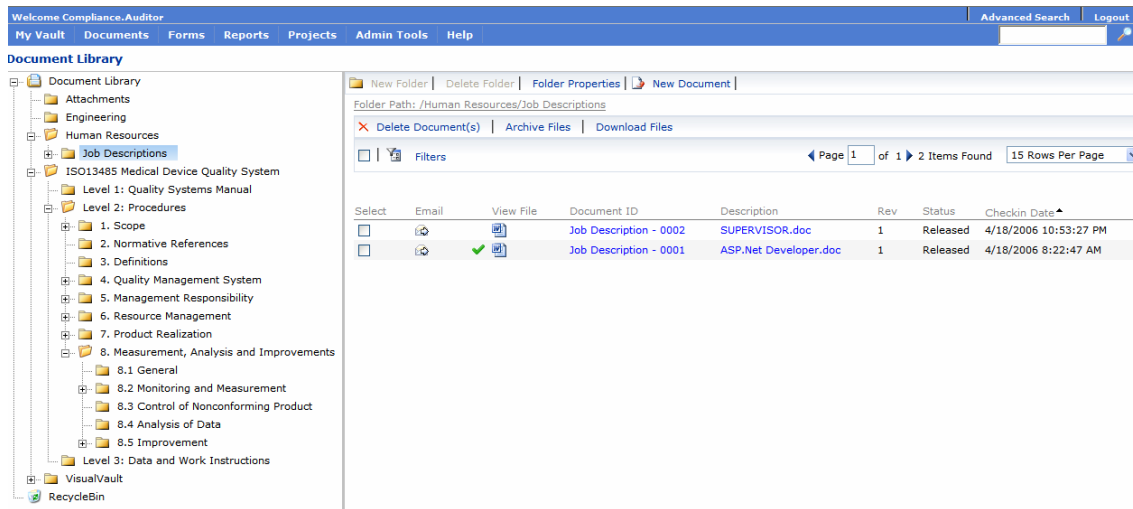 Welcome Compliance.Auditor
Advanced Search
Logout
My Vault Documents Forms Reports Projects Admin Tools Help
Document Library
Document Library
Attachments
Engineering
Human Resources
Job Descriptions
ISO13485 Medical Device Quality System
Level 1: Quality Systems Manual
Level 2: Procedures
1. Scope
2. Normative References
3. Definitions
4. Quality Management System
5. Management Responsibility
6. Resource Management
7. Product Realization
8. Measurement, Analysis and Improvements
8.1 General
8.2 Monitoring and Measurement
8.3 Control of Nonconforming Product
8.4 Analysis of Data
8.5 Improvement
Level 3: Data and Work Instructions
VisualVault
RecycleBin
New Folder | Delete Folder | Folder Properties | New Document |
Folder Path: /Human Resources/Job Descriptions
Delete Document(s) | Archive Files | Download Files
Filters
Page 1 of 1 2 Items Found 15 Rows Per Page
Select Email View File Document ID Description Rev Status Checkin Date
Job Description - 0002 SUPERVISOR.doc 1 Released 4/18/2006 10:53:27 PM
Job Description - 0001 ASP.Net Developer.doc 1 Released 4/18/2006 8:22:47 AM